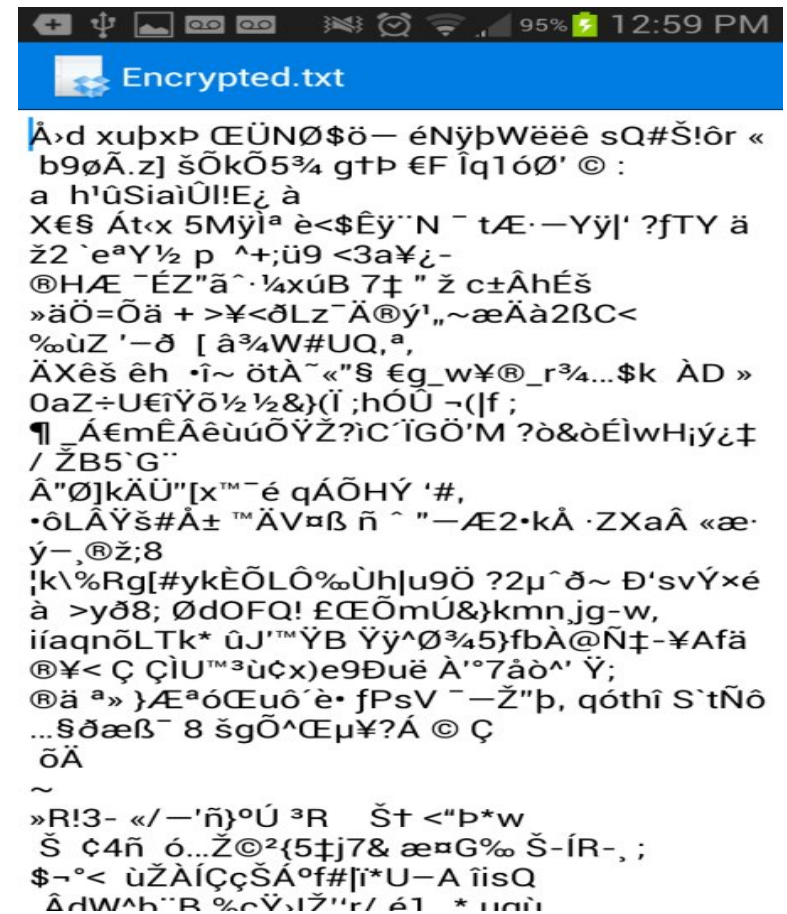 95% 12:59 PM
Encrypted.txt
Å›d xuþxÞ ŒÜNØ$ö— éNÿþWëëê sQ#Š!ôr «
b9øÃ.z] šÕkÕ5¾ g†Þ €F Îq1óØ' © :
a h¹ûSiaìÛl!E¿ à
X€§ Át‹x 5MÿÌª è<$Êÿ¨N ¯ tÆ·—Yÿ|' ?ƒTY ä
ž2 `eªY½ p ^+;ü9 <3a¥¿-
®HÆ ¯ÉZ"ãˆ·¼xúB 7‡ " ž c±ÂhÉš
»äÖ=Õä + >¥<ðLz¯Ä®ý¹„~æÄà2ßC<
‰ùZ '–ð [ â¾W#UQ,ª,
ÄXêš êh •î~ ötÀ˜«"§ €g_w¥®_r¾...$k ÀD »
0aZ÷U€îŸõ½½&}(Ï ;hÓÛ ¬(|f ;
¶ _Á€mÊÂêùúÕŸŽ?ìC´ÏGÖ'M ?ò&òÉÌwH¡ý¿‡
/ ŽB5`G¨
Â"Ø]kÄÜ"[x™¯é qÁÕHÝ '#,
•ôLÂŸš#Å± ™ÄV¤ß ñ ˆ "—Æ2•kÅ ·ZXaÂ «æ·
ý–¸®ž;8
¦k\%Rg[#ykÈÕLÔ‰Ùh|u9Ö ?2µˆð~ Ð'svÝ×é
à >yð8; ØdOFQ! £ŒÕmÚ&}kmn¸jg-w,
iíaqnõLTk* ûJ'™ŸB Ÿÿ^Ø¾5}fbÀ@Ñ‡-¥Afä
®¥< Ç ÇÌU™³ù¢x)e9Ðuë À'°7åò^' Ÿ;
®ä ª» }ÆªóŒuô´è• ƒPsV ¯—Ž"þ, qóthî S`tÑô
...§ðæß¯ 8 šgÕ^Œµ¥?Á © Ç
õÄ
~
»R!3- «/—'ñ}ºÚ ³R Š† <"Þ*w
Š ¢4ñ ó...Ž©²{5‡j7& æ¤G‰ Š-ÍR-¸ ;
$¬°< ùŽÀÍÇçŠÁºf#[ï*U—A îisQ